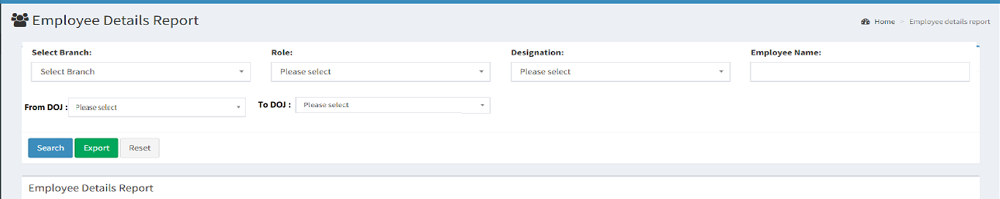 Employee Details Report
Home > Employee details report
Select Branch: Role: Designation: Employee Name:
Select Branch Please select Please select
From DOJ : Please select To DOJ : Please select
Search Export Reset
Employee Details Report